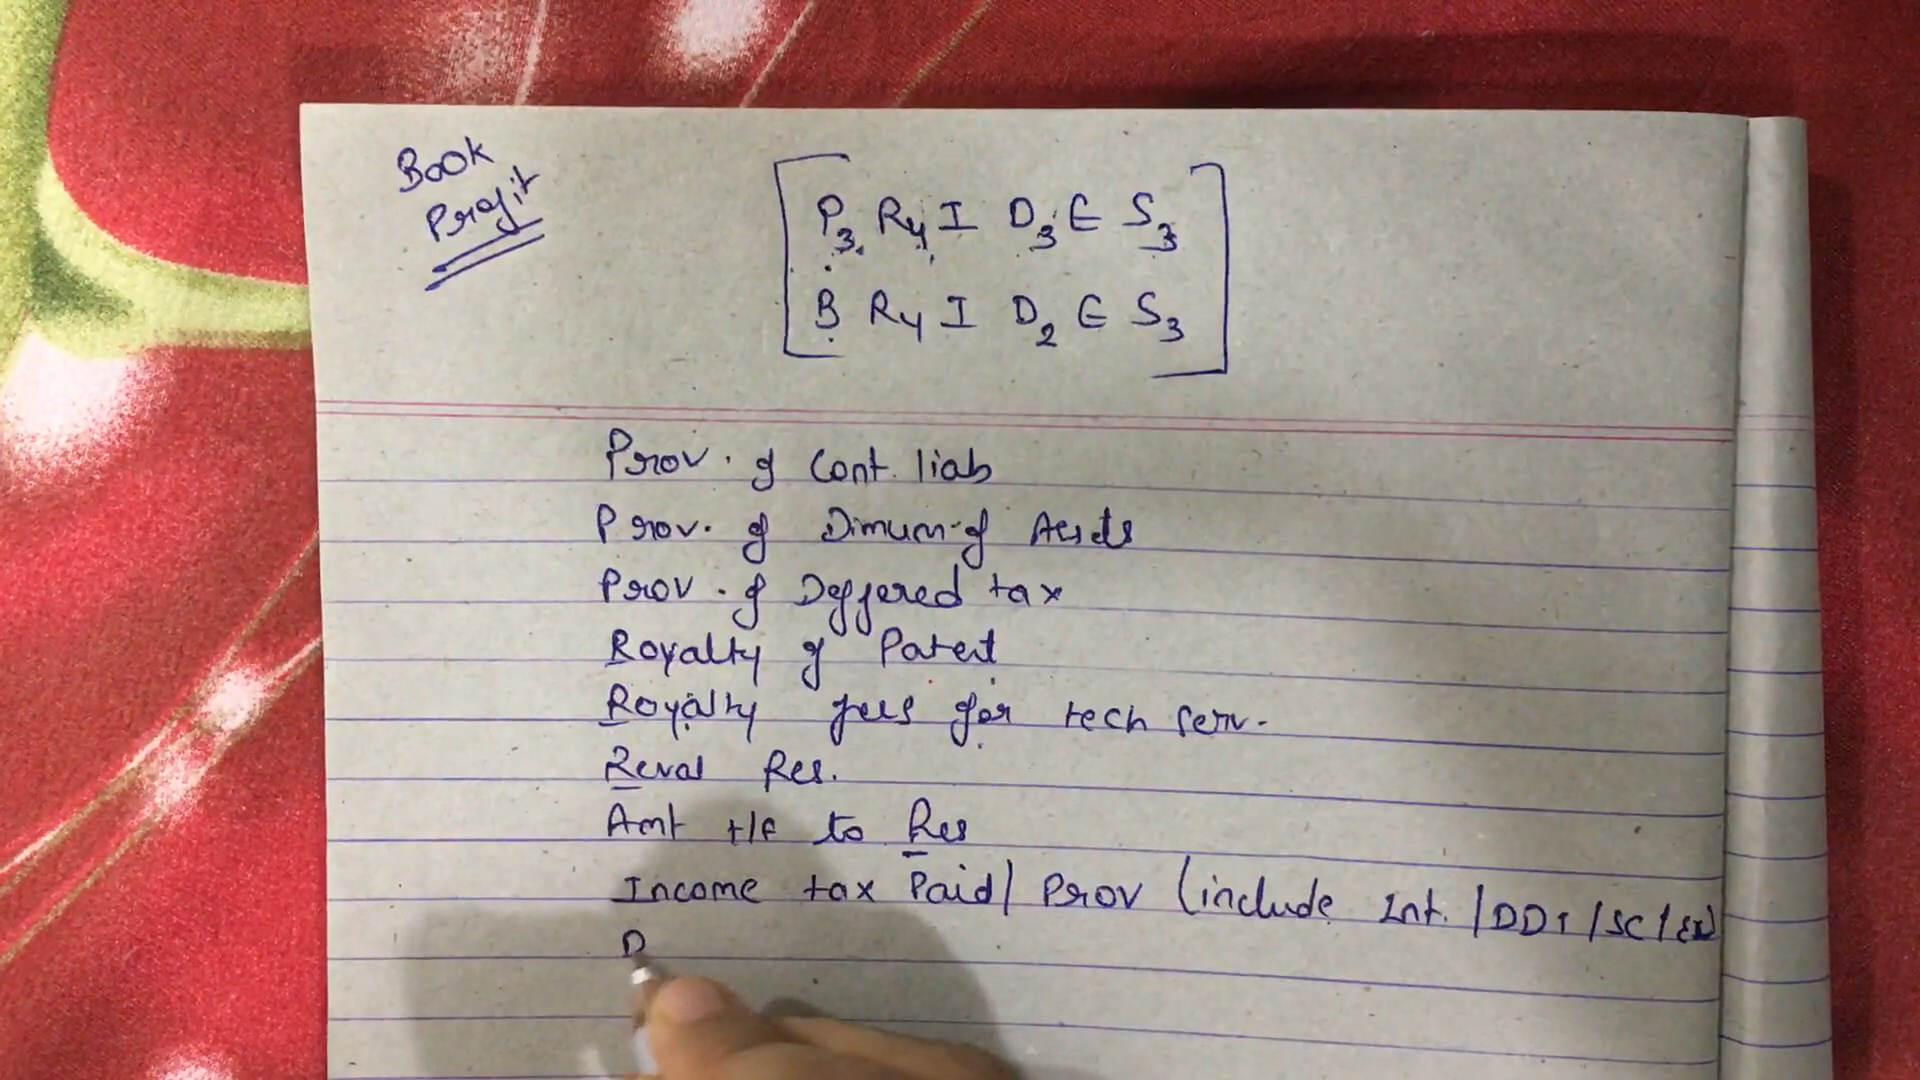 Book
Profit
P3 R4 I D3 E S3
B R4 I D2 E S3
Prov. of Cont. liab
Prov. of Dimun of Assets
Prov. of Deffered tax
Royalty of Patent
Royalty fees for tech serv.
Reval Res.
Amt t/f to Res
Income tax Paid/ Prov (include Int. /DDT/SC/
D